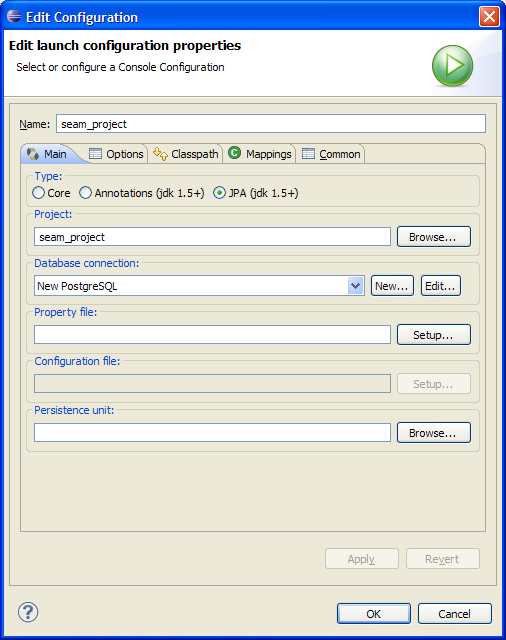 Edit Configuration
Edit launch configuration properties
Select or configure a Console Configuration
Name: seam_project
Main Options Classpath C Mappings Common
Type:
Core Annotations (jdk 1.5+) JPA (jdk 1.5+)
Project:
seam_project Browse...
Database connection:
New PostgreSQL New... Edit...
Property file:
Setup...
Configuration file:
Setup...
Persistence unit:
Browse...
Apply Revert
? OK Cancel